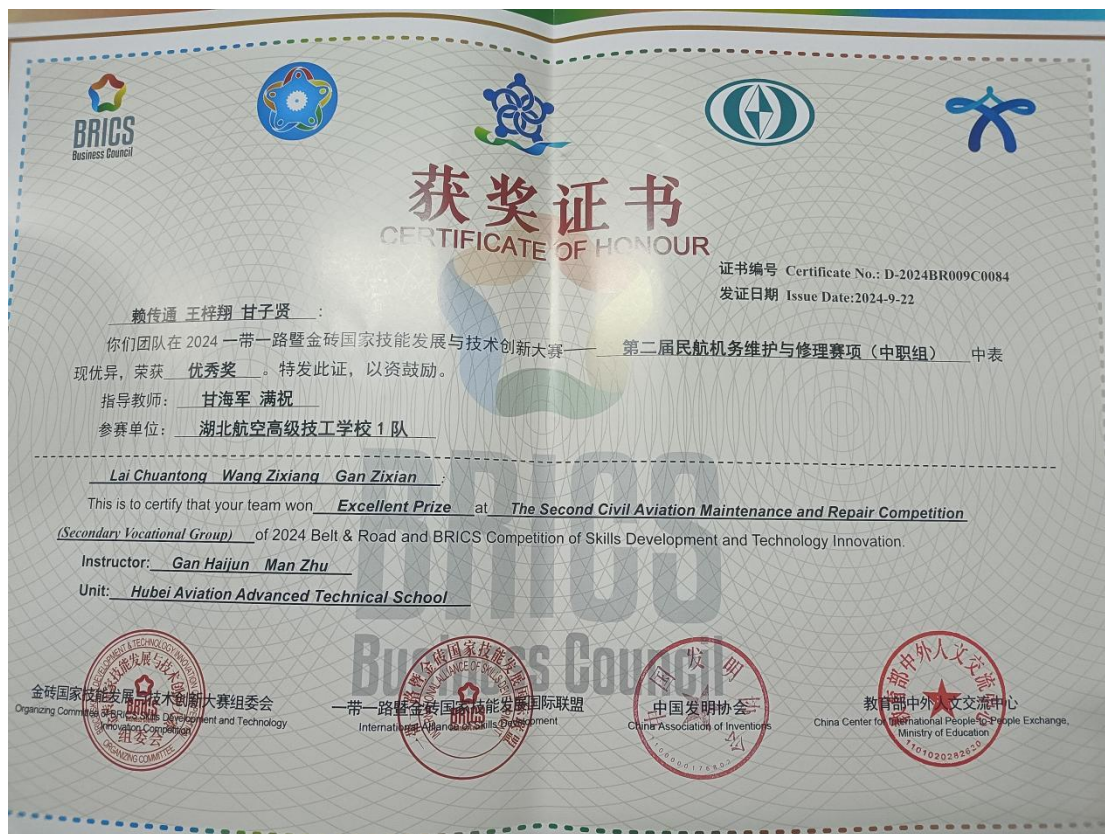 BRICS
Business Council
获奖证书
CERTIFICATE OF HONOUR
证书编号 Certificate No.: D-2024BR009C0084
发证日期 Issue Date:2024-9-22
赖传通 王梓翔 甘子贤 :
你们团队在 2024 一带一路暨金砖国家技能发展与技术创新大赛—— 第二届民航机务维护与修理赛项（中职组） 中表
现优异，荣获 优秀奖 。特发此证，以资鼓励。
指导教师： 甘海军 满祝
参赛单位： 湖北航空高级技工学校 1 队
Lai Chuantong Wang Zixiang Gan Zixian :
This is to certify that your team won Excellent Prize at The Second Civil Aviation Maintenance and Repair Competition
(Secondary Vocational Group) of 2024 Belt & Road and BRICS Competition of Skills Development and Technology Innovation.
Instructor: Gan Haijun Man Zhu
Unit: Hubei Aviation Advanced Technical School
BRICS
Business Council
金砖国家技能发展与技术创新大赛组委会
Organizing Committee of BRICS Skills Development and Technology
Innovation Competition
组委会
ORGANIZING COMMITTEE
一带一路暨金砖国家技能发展国际联盟
International Alliance of Skills Development
中国发明协会
China Association of Inventions
教育部中外人文交流中心
China Center for International People-to-People Exchange,
Ministry of Education
1101020282620